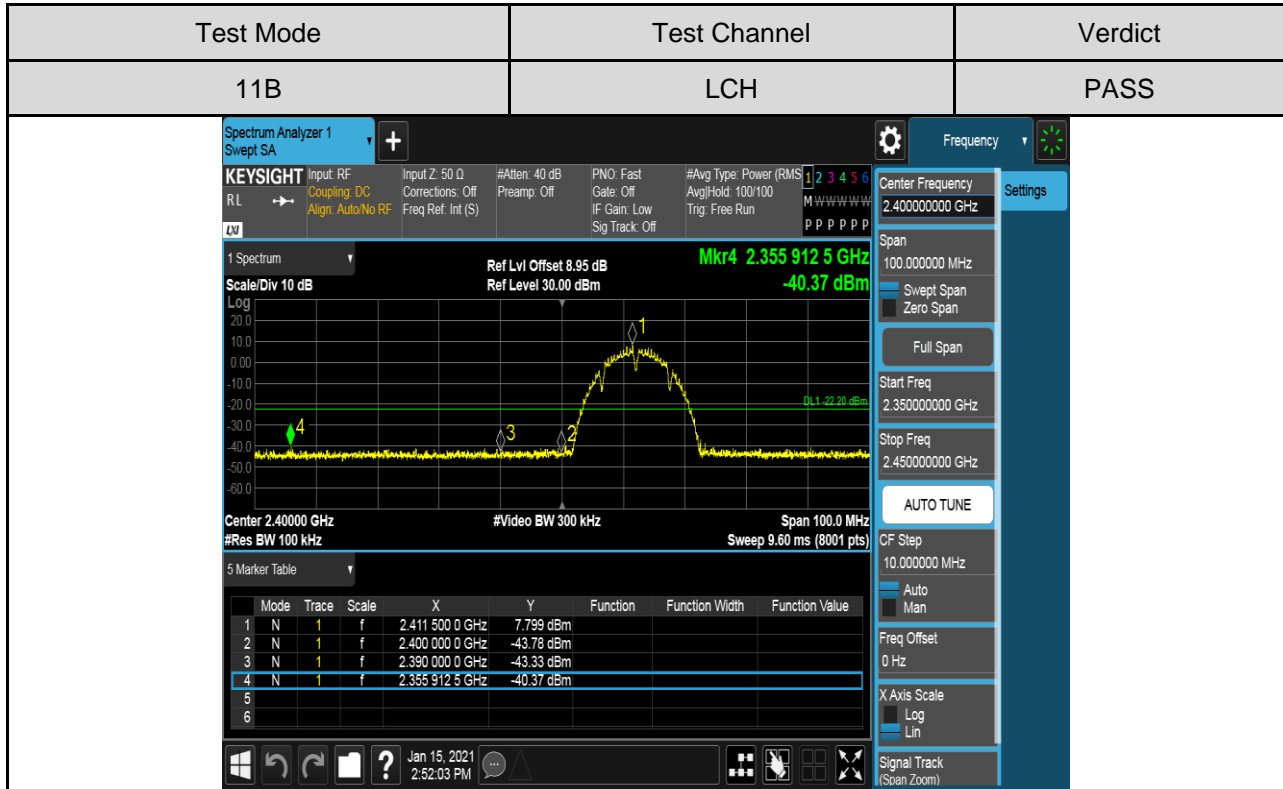 Test Mode Test Channel Verdict
11B LCH PASS
Spectrum Analyzer 1
Swept SA
+
Frequency
KEYSIGHT
RL
LXI
Input: RF
Coupling: DC
Align: Auto/No RF
Input Z: 50 Ω
Corrections: Off
Freq Ref: Int (S)
#Atten: 40 dB
Preamp: Off
PNO: Fast
Gate: Off
IF Gain: Low
Sig Track: Off
#Avg Type: Power (RMS
Avg|Hold: 100/100
Trig: Free Run
1 2 3 4 5 6
M W W W W W
P P P P P P
Center Frequency
2.400000000 GHz
Settings
1 Spectrum
Scale/Div 10 dB
Ref Lvl Offset 8.95 dB
Ref Level 30.00 dBm
Mkr4 2.355 912 5 GHz
-40.37 dBm
Log
20.0
10.0
0.00
-10.0
-20.0
-30.0
-40.0
-50.0
-60.0
1
DL1 -22.20 dBm
4
3
2
Center 2.40000 GHz
#Res BW 100 kHz
#Video BW 300 kHz
Span 100.0 MHz
Sweep 9.60 ms (8001 pts)
Span
100.000000 MHz
Swept Span
Zero Span
Full Span
Start Freq
2.350000000 GHz
Stop Freq
2.450000000 GHz
AUTO TUNE
CF Step
10.000000 MHz
Auto
Man
Freq Offset
0 Hz
X Axis Scale
Log
Lin
Signal Track
(Span Zoom)
5 Marker Table
Mode Trace Scale X Y Function Function Width Function Value
1 N 1 f 2.411 500 0 GHz 7.799 dBm
2 N 1 f 2.400 000 0 GHz -43.78 dBm
3 N 1 f 2.390 000 0 GHz -43.33 dBm
4 N 1 f 2.355 912 5 GHz -40.37 dBm
5
6
?
Jan 15, 2021
2:52:03 PM